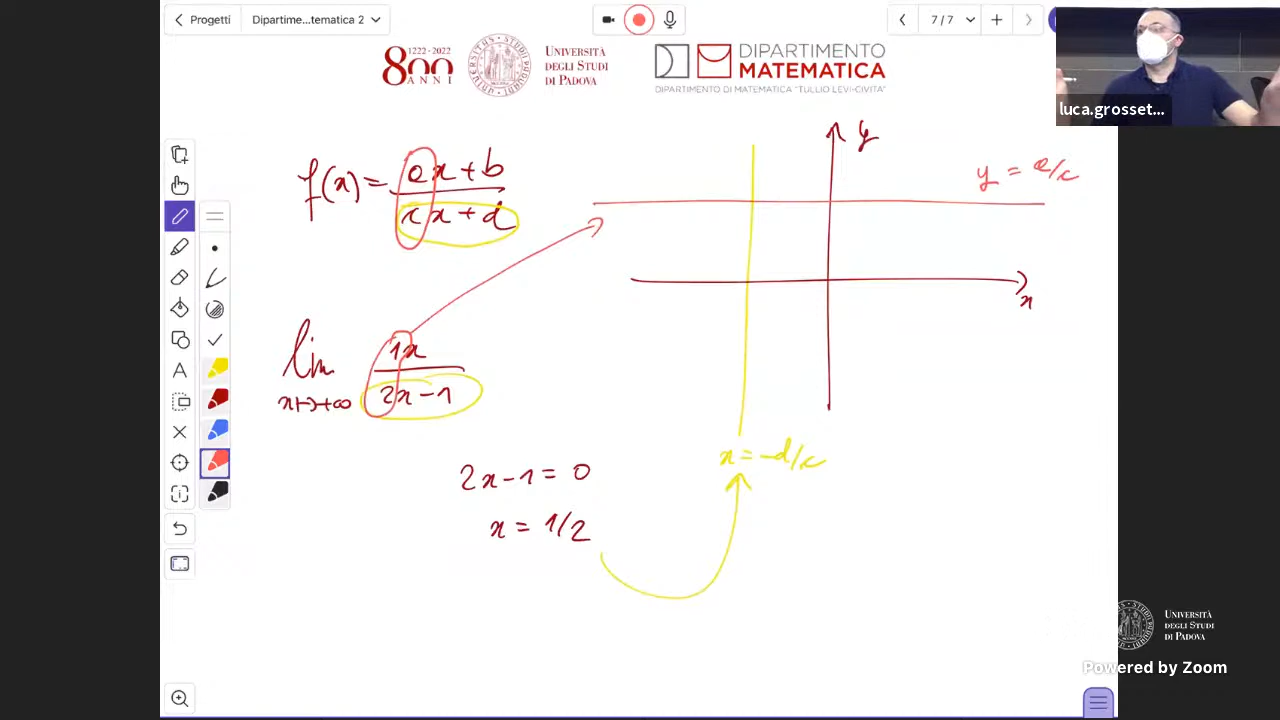 Progetti
Dipartime...tematica 2
7/7
800
1222·2022
ANNI
UNIVERSITÀ
DEGLI STUDI
DI PADOVA
DIPARTIMENTO
MATEMATICA
DIPARTIMENTO DI MATEMATICA "TULLIO LEVI-CIVITA"
luca.grosset...
f(x) = ax+b / cx+d
y
y = a/c
x
lim x→+∞ 1x / 2x-1
x = -d/c
2x-1 = 0
x = 1/2
A
UNIVERSITÀ
DEGLI STUDI
DI PADOVA
Powered by Zoom